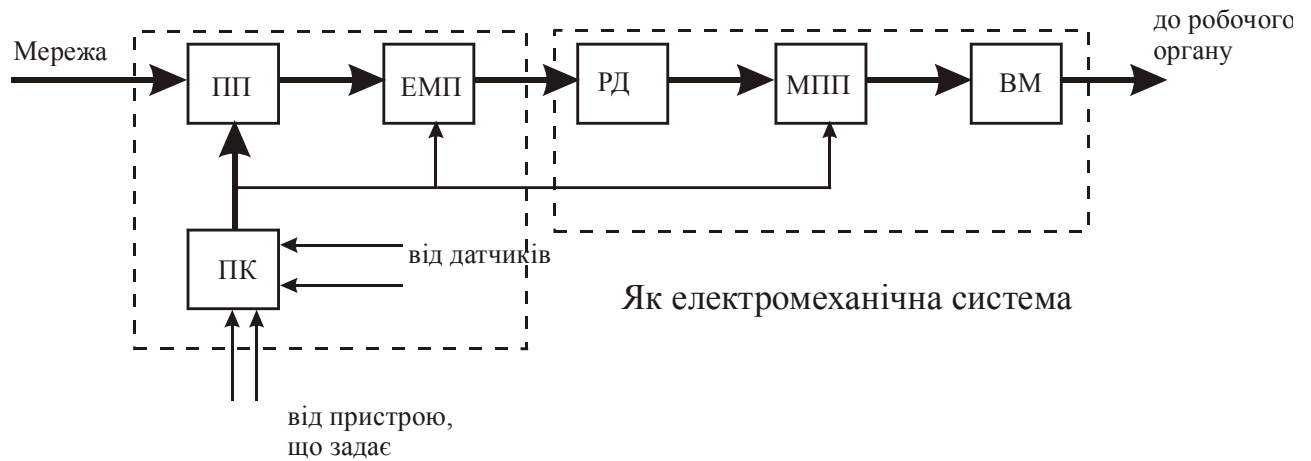 до робочого
органу
Мережа
ПП
ЕМП
РД
МПП
ВМ
ПК
від датчиків
Як електромеханічна система
від пристрою,
що задає